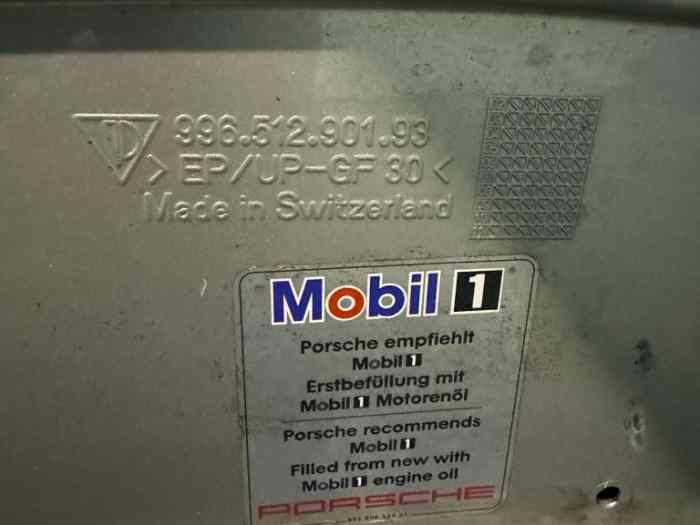 996.512.901.93
> EP/UP-GF 30 <
Made in Switzerland
Mobil 1
Porsche empfiehlt
Mobil 1
Erstbefüllung mit
Mobil 1 Motorenöl
Porsche recommends
Mobil 1
Filled from new with
Mobil 1 engine oil
PORSCHE